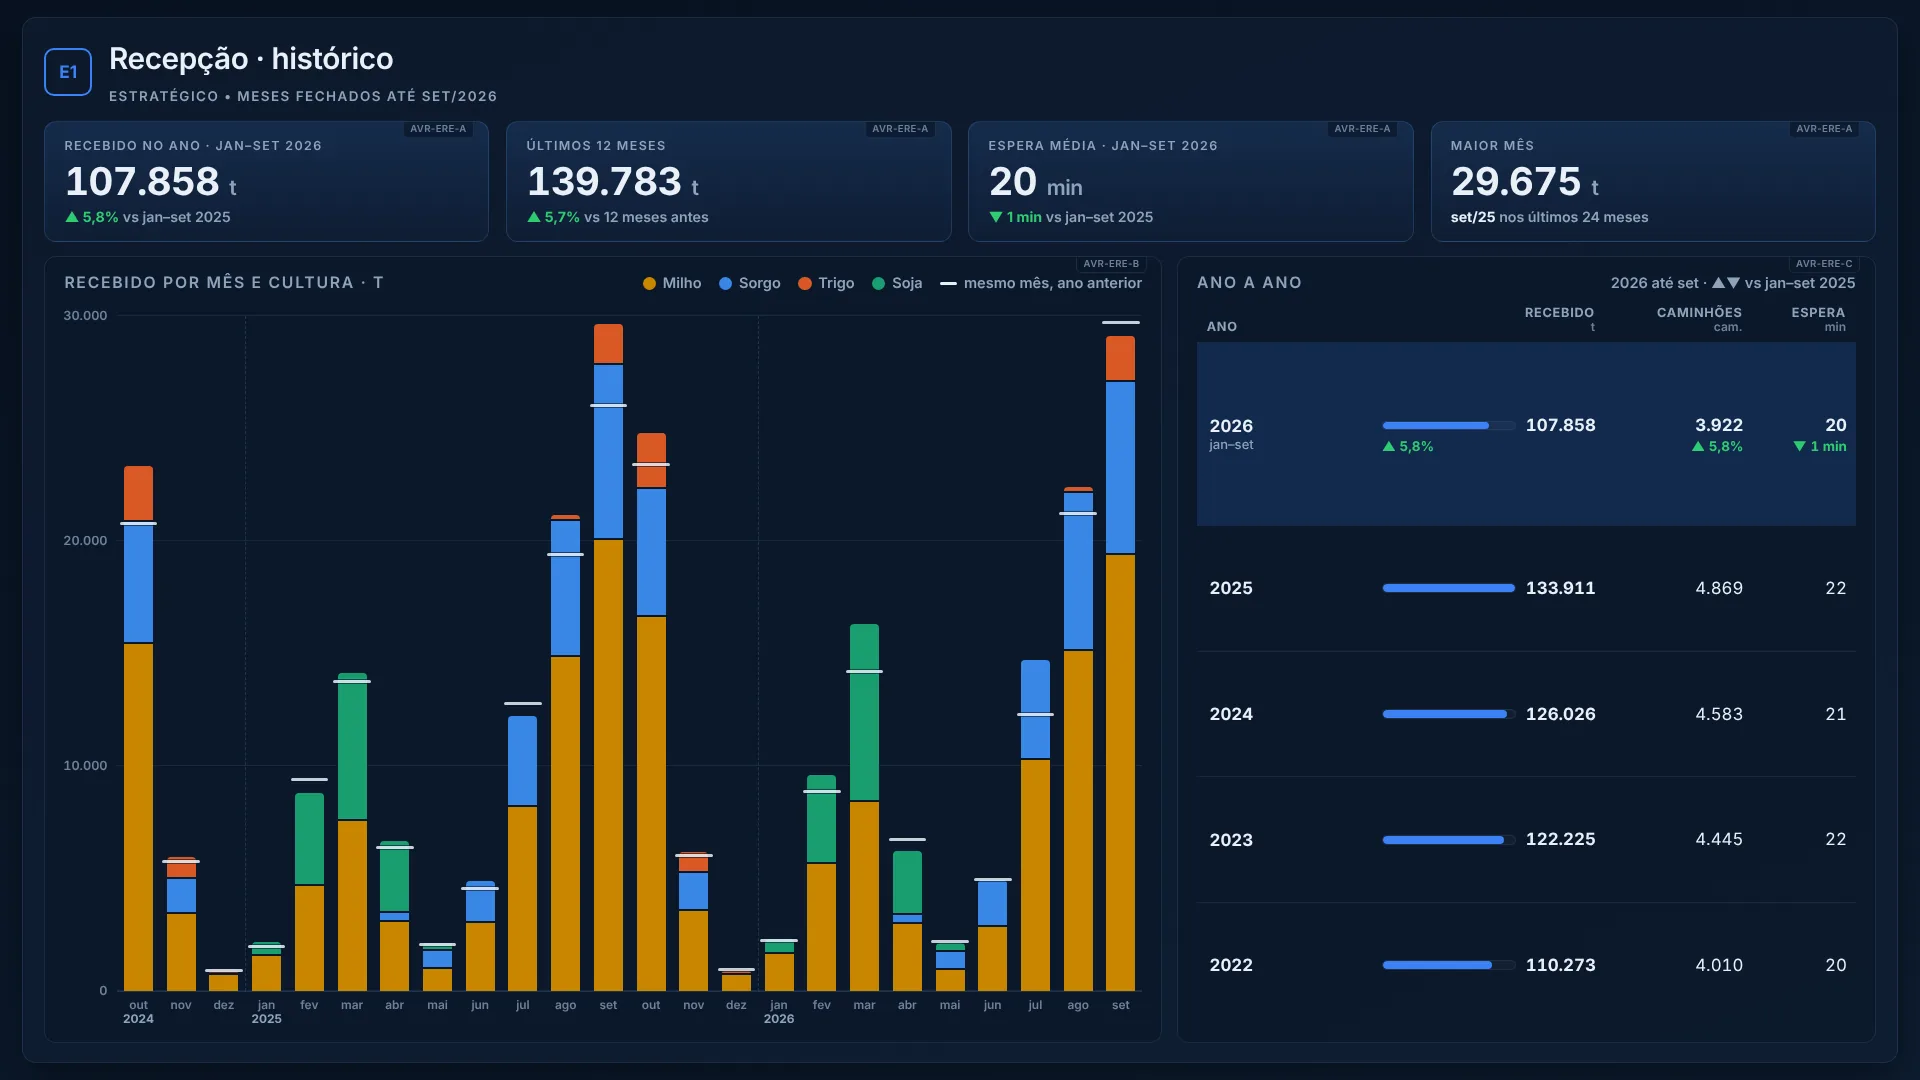 E1
Recepção · histórico
ESTRATÉGICO • MESES FECHADOS ATÉ SET/2026
AVR-ERE-A
RECEBIDO NO ANO · JAN–SET 2026
107.858 t
▲ 5,8% vs jan–set 2025
AVR-ERE-A
ÚLTIMOS 12 MESES
139.783 t
▲ 5,7% vs 12 meses antes
AVR-ERE-A
ESPERA MÉDIA · JAN–SET 2026
20 min
▼ 1 min vs jan–set 2025
AVR-ERE-A
MAIOR MÊS
29.675 t
set/25 nos últimos 24 meses
AVR-ERE-B
RECEBIDO POR MÊS E CULTURA · T
Milho Sorgo Trigo Soja mesmo mês, ano anterior
30.000
20.000
10.000
0
out nov dez jan fev mar abr mai jun jul ago set out nov dez jan fev mar abr mai jun jul ago set
2024 2025 2026
AVR-ERE-C
ANO A ANO
2026 até set · ▲▼ vs jan–set 2025
ANO RECEBIDO CAMINHÕES ESPERA
t cam. min
2026 107.858 3.922 20
jan–set ▲ 5,8% ▲ 5,8% ▼ 1 min
2025 133.911 4.869 22
2024 126.026 4.583 21
2023 122.225 4.445 22
2022 110.273 4.010 20